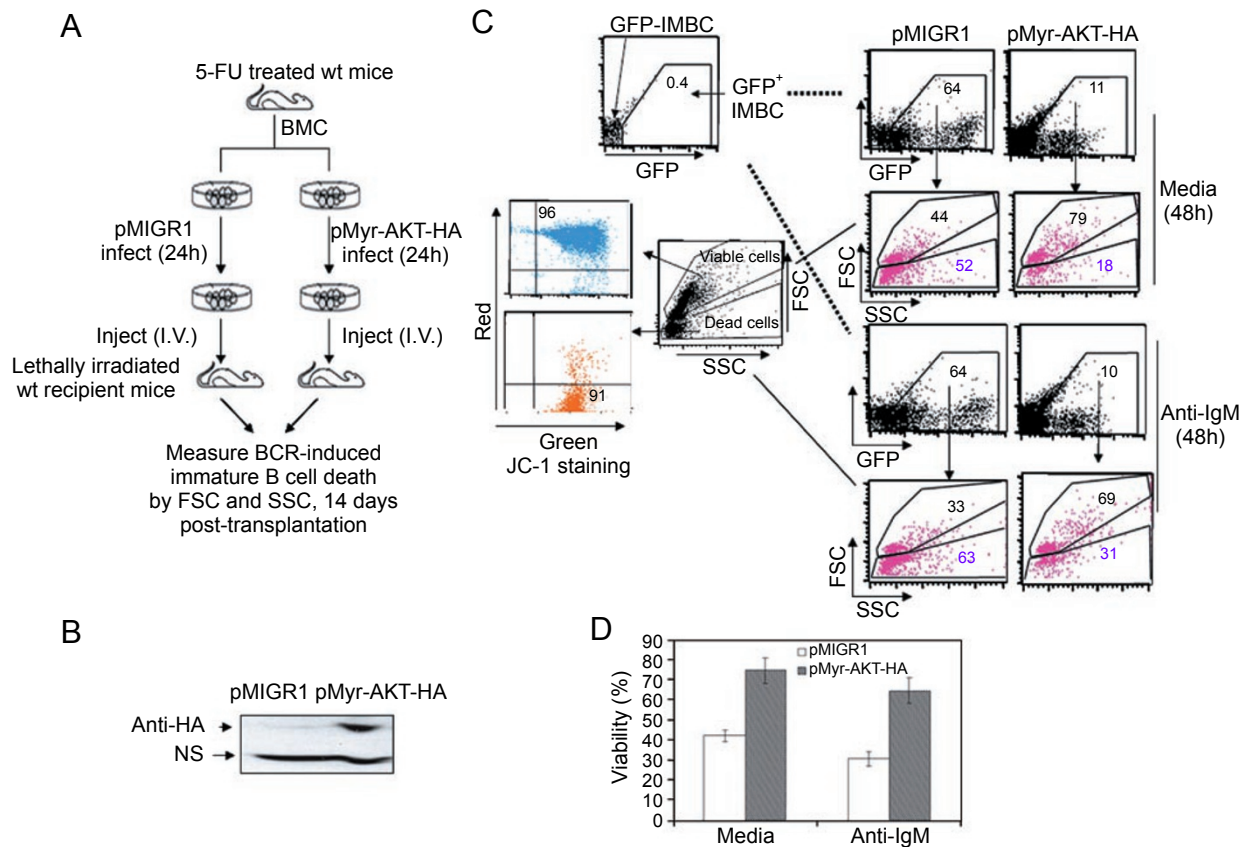 A
5-FU treated wt mice
BMC
pMIGR1
infect (24h)
pMyr-AKT-HA
infect (24h)
Inject (I.V.)
Inject (I.V.)
Lethally irradiated
wt recipient mice
Measure BCR-induced
immature B cell death
by FSC and SSC, 14 days
post-transplantation
B
pMIGR1 pMyr-AKT-HA
Anti-HA
NS
C
GFP-IMBC
0.4
GFP+
IMBC
GFP
pMIGR1
pMyr-AKT-HA
64
11
GFP
Media
(48h)
44
79
52
18
FSC
SSC
96
91
Red
Green
JC-1 staining
Viable cells
Dead cells
FSC
SSC
64
10
GFP
Anti-IgM
(48h)
33
69
63
31
FSC
SSC
D
90
80
70
60
50
40
30
20
10
0
Viability (%)
pMIGR1
pMyr-AKT-HA
Media
Anti-IgM